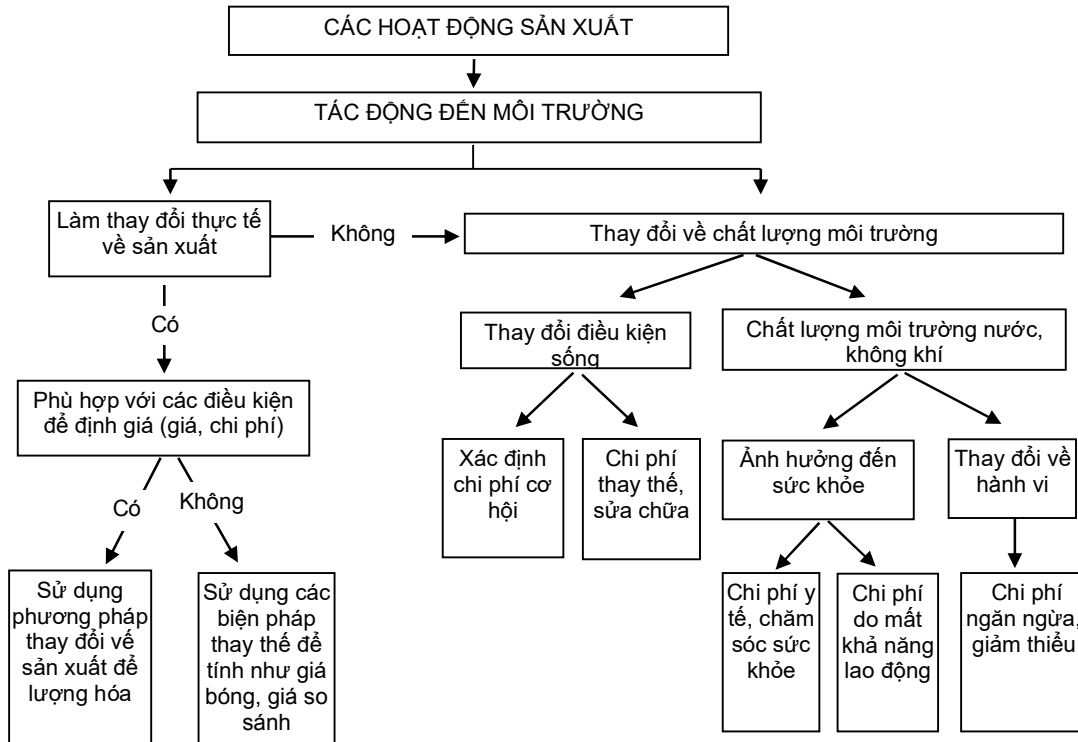 CÁC HOẠT ĐỘNG SẢN XUẤT
TÁC ĐỘNG ĐẾN MÔI TRƯỜNG
Làm thay đổi thực tế
về sản xuất
Không
Thay đổi về chất lượng môi trường
Có
Thay đổi điều kiện
sống
Chất lượng môi trường nước,
không khí
Phù hợp với các điều kiện
để định giá (giá, chi phí)
Xác định
chi phí cơ
hội
Chi phí
thay thế,
sửa chữa
Ảnh hưởng đến
sức khỏe
Thay đổi về
hành vi
Có
Không
Sử dụng
phương pháp
thay đổi vế
sản xuất để
lượng hóa
Sử dụng các
biện pháp
thay thế để
tính như giá
bóng, giá so
sánh
Chi phí y
tế, chăm
sóc sức
khỏe
Chi phí
do mất
khả năng
lao động
Chi phí
ngăn ngừa,
giảm thiểu